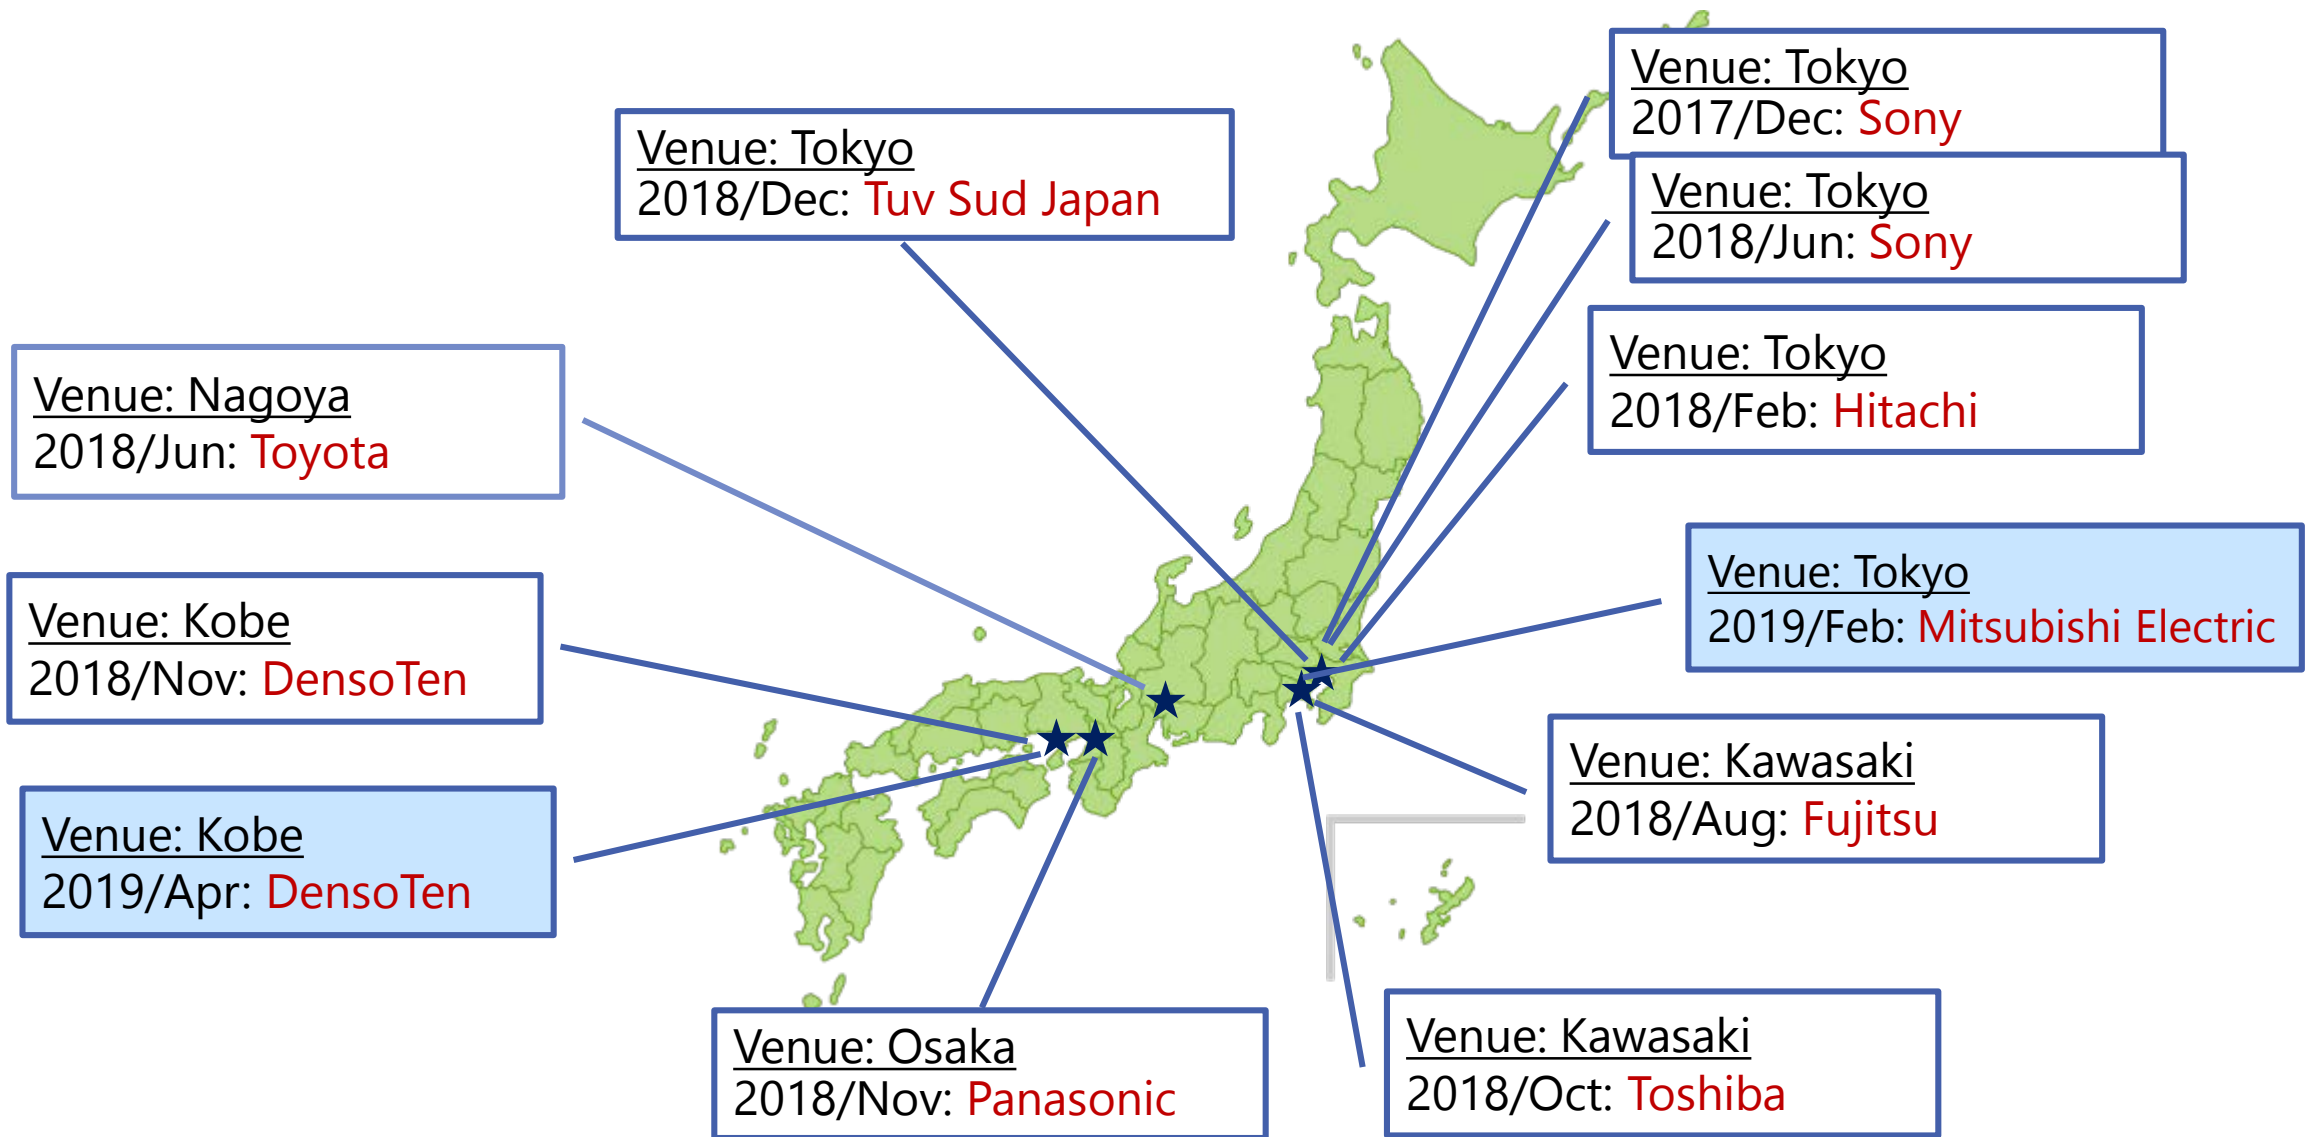 Venue: Tokyo
2017/Dec: Sony
Venue: Tokyo
2018/Dec: Tuv Sud Japan
Venue: Tokyo
2018/Jun: Sony
Venue: Tokyo
2018/Feb: Hitachi
Venue: Nagoya
2018/Jun: Toyota
Venue: Tokyo
2019/Feb: Mitsubishi Electric
Venue: Kobe
2018/Nov: DensoTen
Venue: Kawasaki
2018/Aug: Fujitsu
Venue: Kobe
2019/Apr: DensoTen
Venue: Osaka
2018/Nov: Panasonic
Venue: Kawasaki
2018/Oct: Toshiba